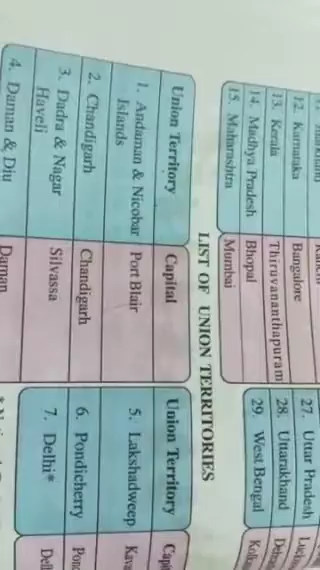 12. Karnataka Bangalore 27. Uttar Pradesh
13. Kerala Thiruvananthapuram 28. Uttarakhand
14. Madhya Pradesh Bhopal 29. West Bengal
15. Maharashtra Mumbai
LIST OF UNION TERRITORIES
Union Territory Capital Union Territory
1. Andaman & Nicobar Port Blair 5. Lakshadweep
Islands
2. Chandigarh Chandigarh 6. Pondicherry
3. Dadra & Nagar Silvassa 7. Delhi*
Haveli
4. Daman & Diu Daman